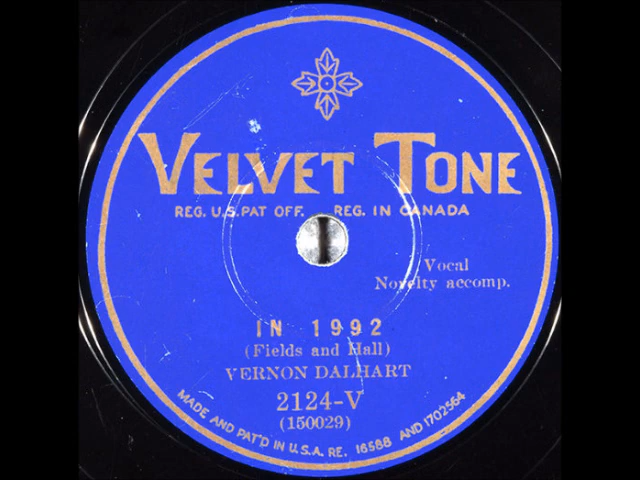 VELVET TONE
REG. U.S. PAT OFF. REG. IN CANADA
Vocal
Novelty accomp.
IN 1992
(Fields and Hall)
VERNON DALHART
2124-V
(150029)
MADE AND PAT'D IN U.S.A. RE. 16588 AND 1702564